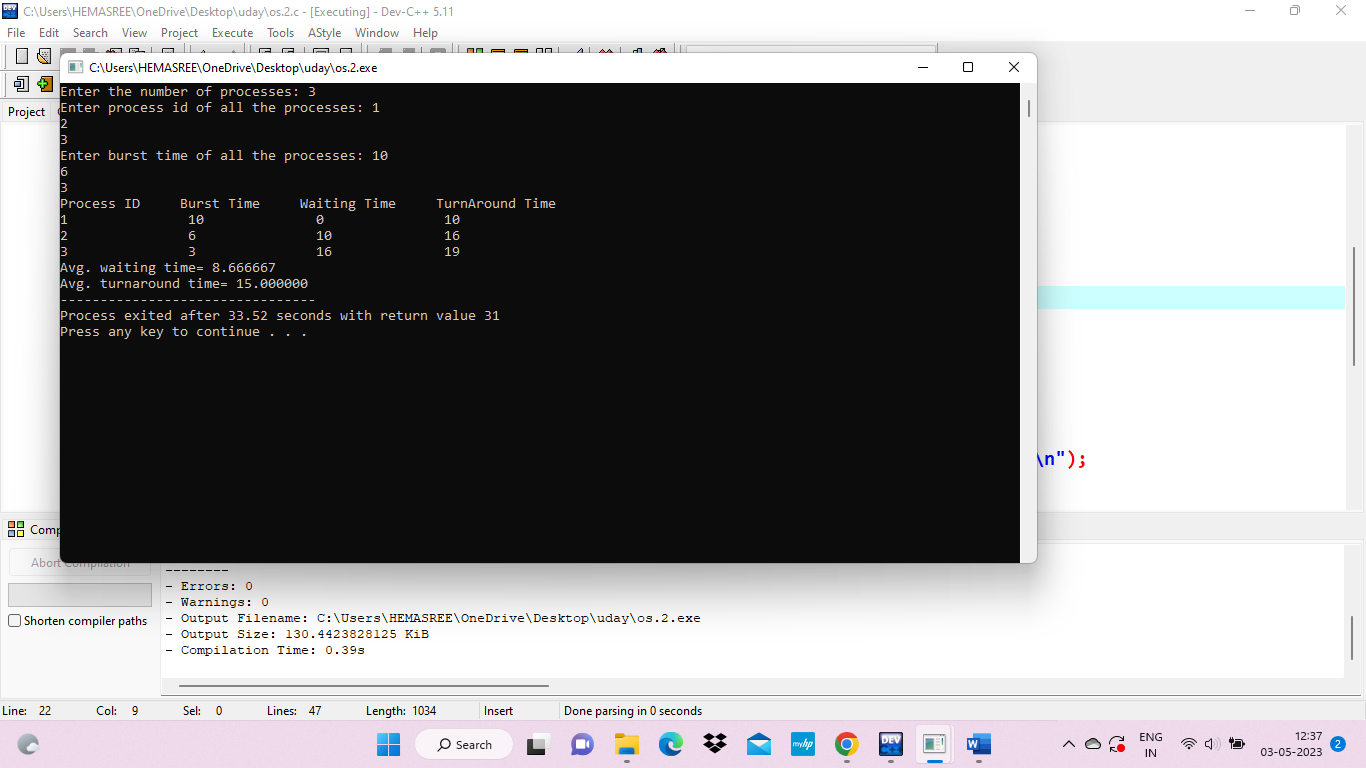 C:\Users\HEMASREE\OneDrive\Desktop\uday\os.2.c - [Executing] - Dev-C++ 5.11
File Edit Search View Project Execute Tools AStyle Window Help
C:\Users\HEMASREE\OneDrive\Desktop\uday\os.2.exe
Project
Enter the number of processes: 3
Enter process id of all the processes: 1
2
3
Enter burst time of all the processes: 10
6
3
Process ID     Burst Time     Waiting Time     TurnAround Time
1               10              0               10
2               6               10              16
3               3               16              19
Avg. waiting time= 8.666667
Avg. turnaround time= 15.000000
--------------------------------
Process exited after 33.52 seconds with return value 31
Press any key to continue . . .
\n");
Abort Compilation
--------
- Errors: 0
- Warnings: 0
- Output Filename: C:\Users\HEMASREE\OneDrive\Desktop\uday\os.2.exe
- Output Size: 130.4423828125 KiB
- Compilation Time: 0.39s
Shorten compiler paths
Line: 22 Col: 9 Sel: 0 Lines: 47 Length: 1034 Insert Done parsing in 0 seconds
Search
myhp
DEV
ENG
IN
12:37
03-05-2023
2